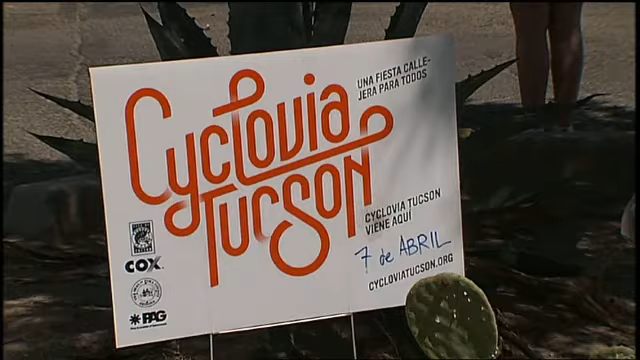 Cyclovia
Tucson
UNA FIESTA CALLE-
JERA PARA TODOS
CYCLOVIA TUCSON
VIENE AQUÍ
7 de ABRIL
CYCLOVIATUCSON.ORG
COX
PAG